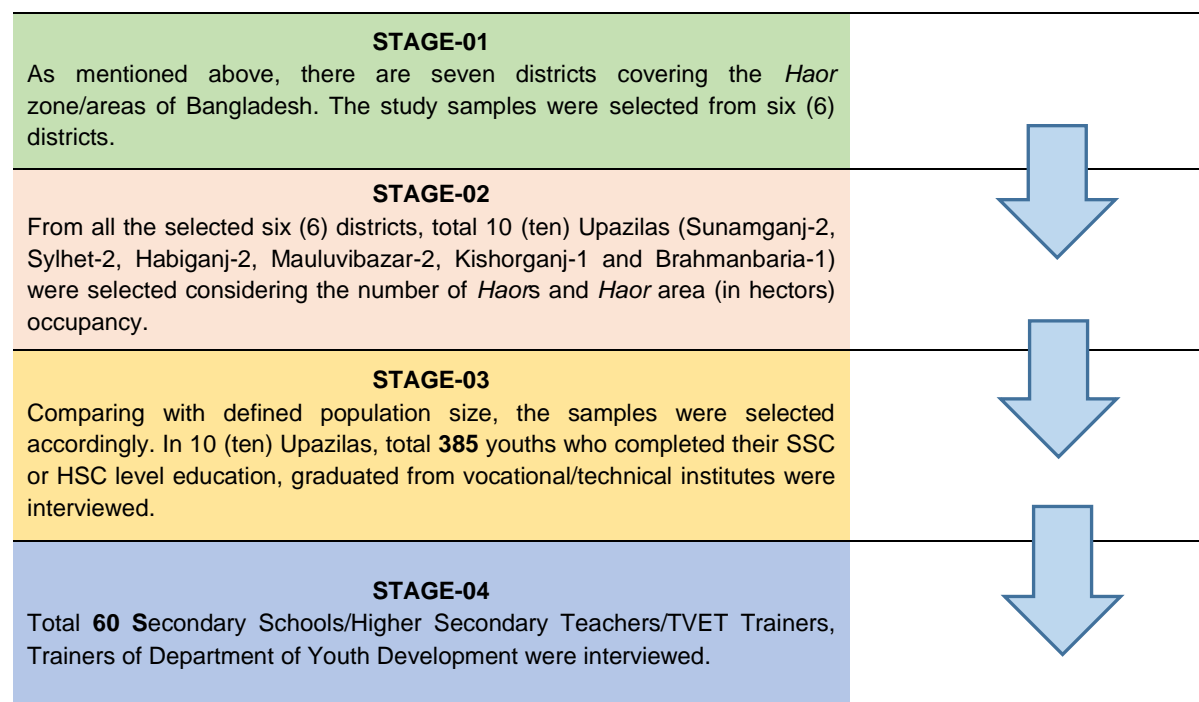 STAGE-01
As mentioned above, there are seven districts covering the Haor
zone/areas of Bangladesh. The study samples were selected from six (6)
districts.
STAGE-02
From all the selected six (6) districts, total 10 (ten) Upazilas (Sunamganj-2,
Sylhet-2, Habiganj-2, Mauluvibazar-2, Kishorganj-1 and Brahmanbaria-1)
were selected considering the number of Haors and Haor area (in hectors)
occupancy.
STAGE-03
Comparing with defined population size, the samples were selected
accordingly. In 10 (ten) Upazilas, total 385 youths who completed their SSC
or HSC level education, graduated from vocational/technical institutes were
interviewed.
STAGE-04
Total 60 Secondary Schools/Higher Secondary Teachers/TVET Trainers,
Trainers of Department of Youth Development were interviewed.